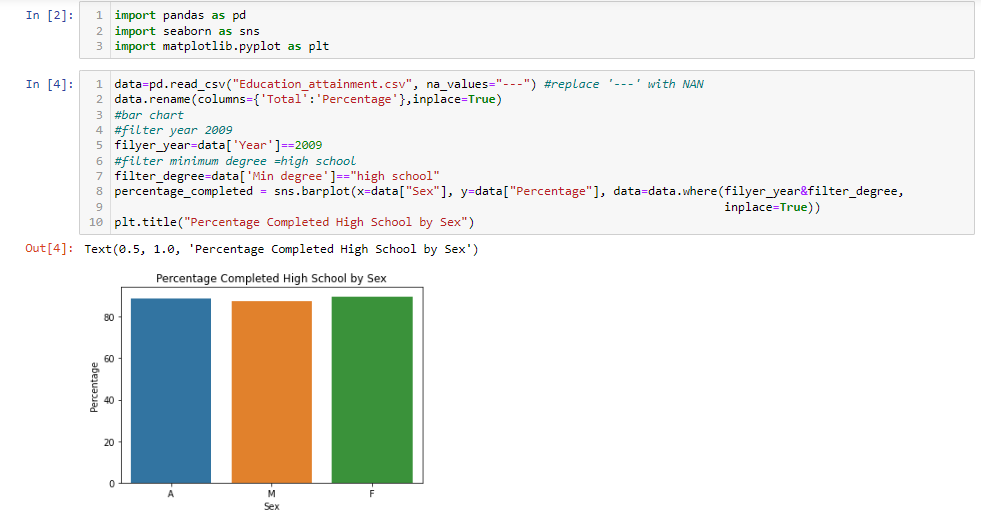 In [2]:
1 import pandas as pd
2 import seaborn as sns
3 import matplotlib.pyplot as plt
In [4]:
1 data=pd.read_csv("Education_attainment.csv", na_values="---") #replace '---' with NAN
2 data.rename(columns={'Total':'Percentage'},inplace=True)
3 #bar chart
4 #filter year 2009
5 filyer_year=data['Year']==2009
6 #filter minimum degree =high school
7 filter_degree=data['Min degree']=="high school"
8 percentage_completed = sns.barplot(x=data["Sex"], y=data["Percentage"], data=data.where(filyer_year&filter_degree,
9 inplace=True))
10 plt.title("Percentage Completed High School by Sex")
Out[4]: Text(0.5, 1.0, 'Percentage Completed High School by Sex')
Percentage Completed High School by Sex
80
60
40
20
0
Percentage
A M F
Sex